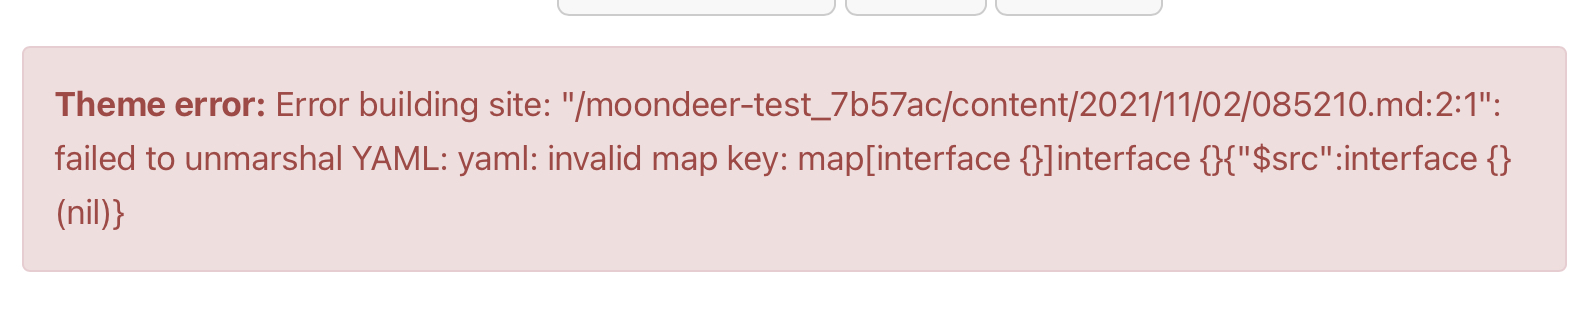 Theme error: Error building site: "/moondeer-test_7b57ac/content/2021/11/02/085210.md:2:1":
failed to unmarshal YAML: yaml: invalid map key: map[interface {}]interface {}{"$src":interface {}
(nil)}